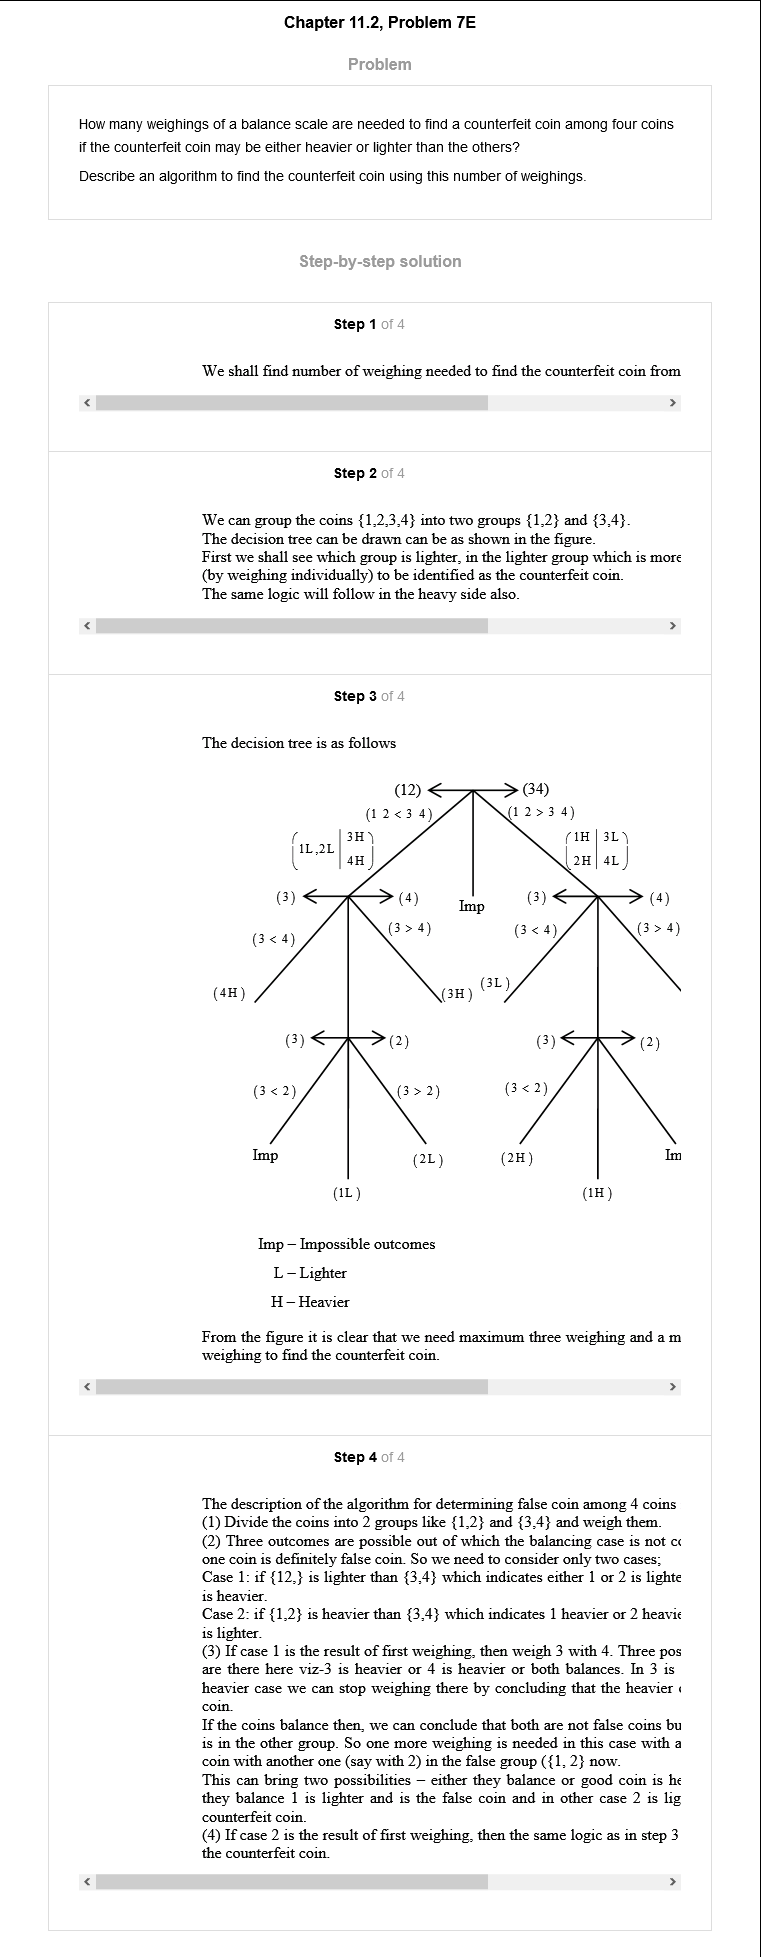 Chapter 11.2, Problem 7E
Problem
How many weighings of a balance scale are needed to find a counterfeit coin among four coins
if the counterfeit coin may be either heavier or lighter than the others?
Describe an algorithm to find the counterfeit coin using this number of weighings.
Step-by-step solution
Step 1 of 4
We shall find number of weighing needed to find the counterfeit coin from
Step 2 of 4
We can group the coins {1,2,3,4} into two groups {1,2} and {3,4}.
The decision tree can be drawn can be as shown in the figure.
First we shall see which group is lighter, in the lighter group which is more
(by weighing individually) to be identified as the counterfeit coin.
The same logic will follow in the heavy side also.
Step 3 of 4
The decision tree is as follows
(12) (34)
(1 2 < 3 4) (1 2 > 3 4)
1L,2L | 3H 4H
1H 2H | 3L 4L
(3) (4) Imp (3) (4)
(3 < 4) (3 > 4) (3 < 4) (3 > 4)
(4H) (3H) (3L)
(3) (2) (3) (2)
(3 < 2) (3 > 2) (3 < 2)
Imp (2L) (2H) Im
(1L) (1H)
Imp – Impossible outcomes
L – Lighter
H – Heavier
From the figure it is clear that we need maximum three weighing and a m
weighing to find the counterfeit coin.
Step 4 of 4
The description of the algorithm for determining false coin among 4 coins
(1) Divide the coins into 2 groups like {1,2} and {3,4} and weigh them.
(2) Three outcomes are possible out of which the balancing case is not
one coin is definitely false coin. So we need to consider only two cases;
Case 1: if {12,} is lighter than {3,4} which indicates either 1 or 2 is lighte
is heavier.
Case 2: if {1,2} is heavier than {3,4} which indicates 1 heavier or 2 heavie
is lighter.
(3) If case 1 is the result of first weighing, then weigh 3 with 4. Three pos
are there here viz-3 is heavier or 4 is heavier or both balances. In 3 is
heavier case we can stop weighing there by concluding that the heavier
coin.
If the coins balance then, we can conclude that both are not false coins bu
is in the other group. So one more weighing is needed in this case with a
coin with another one (say with 2) in the false group ({1, 2} now.
This can bring two possibilities – either they balance or good coin is he
they balance 1 is lighter and is the false coin and in other case 2 is lig
counterfeit coin.
(4) If case 2 is the result of first weighing, then the same logic as in step 3
the counterfeit coin.